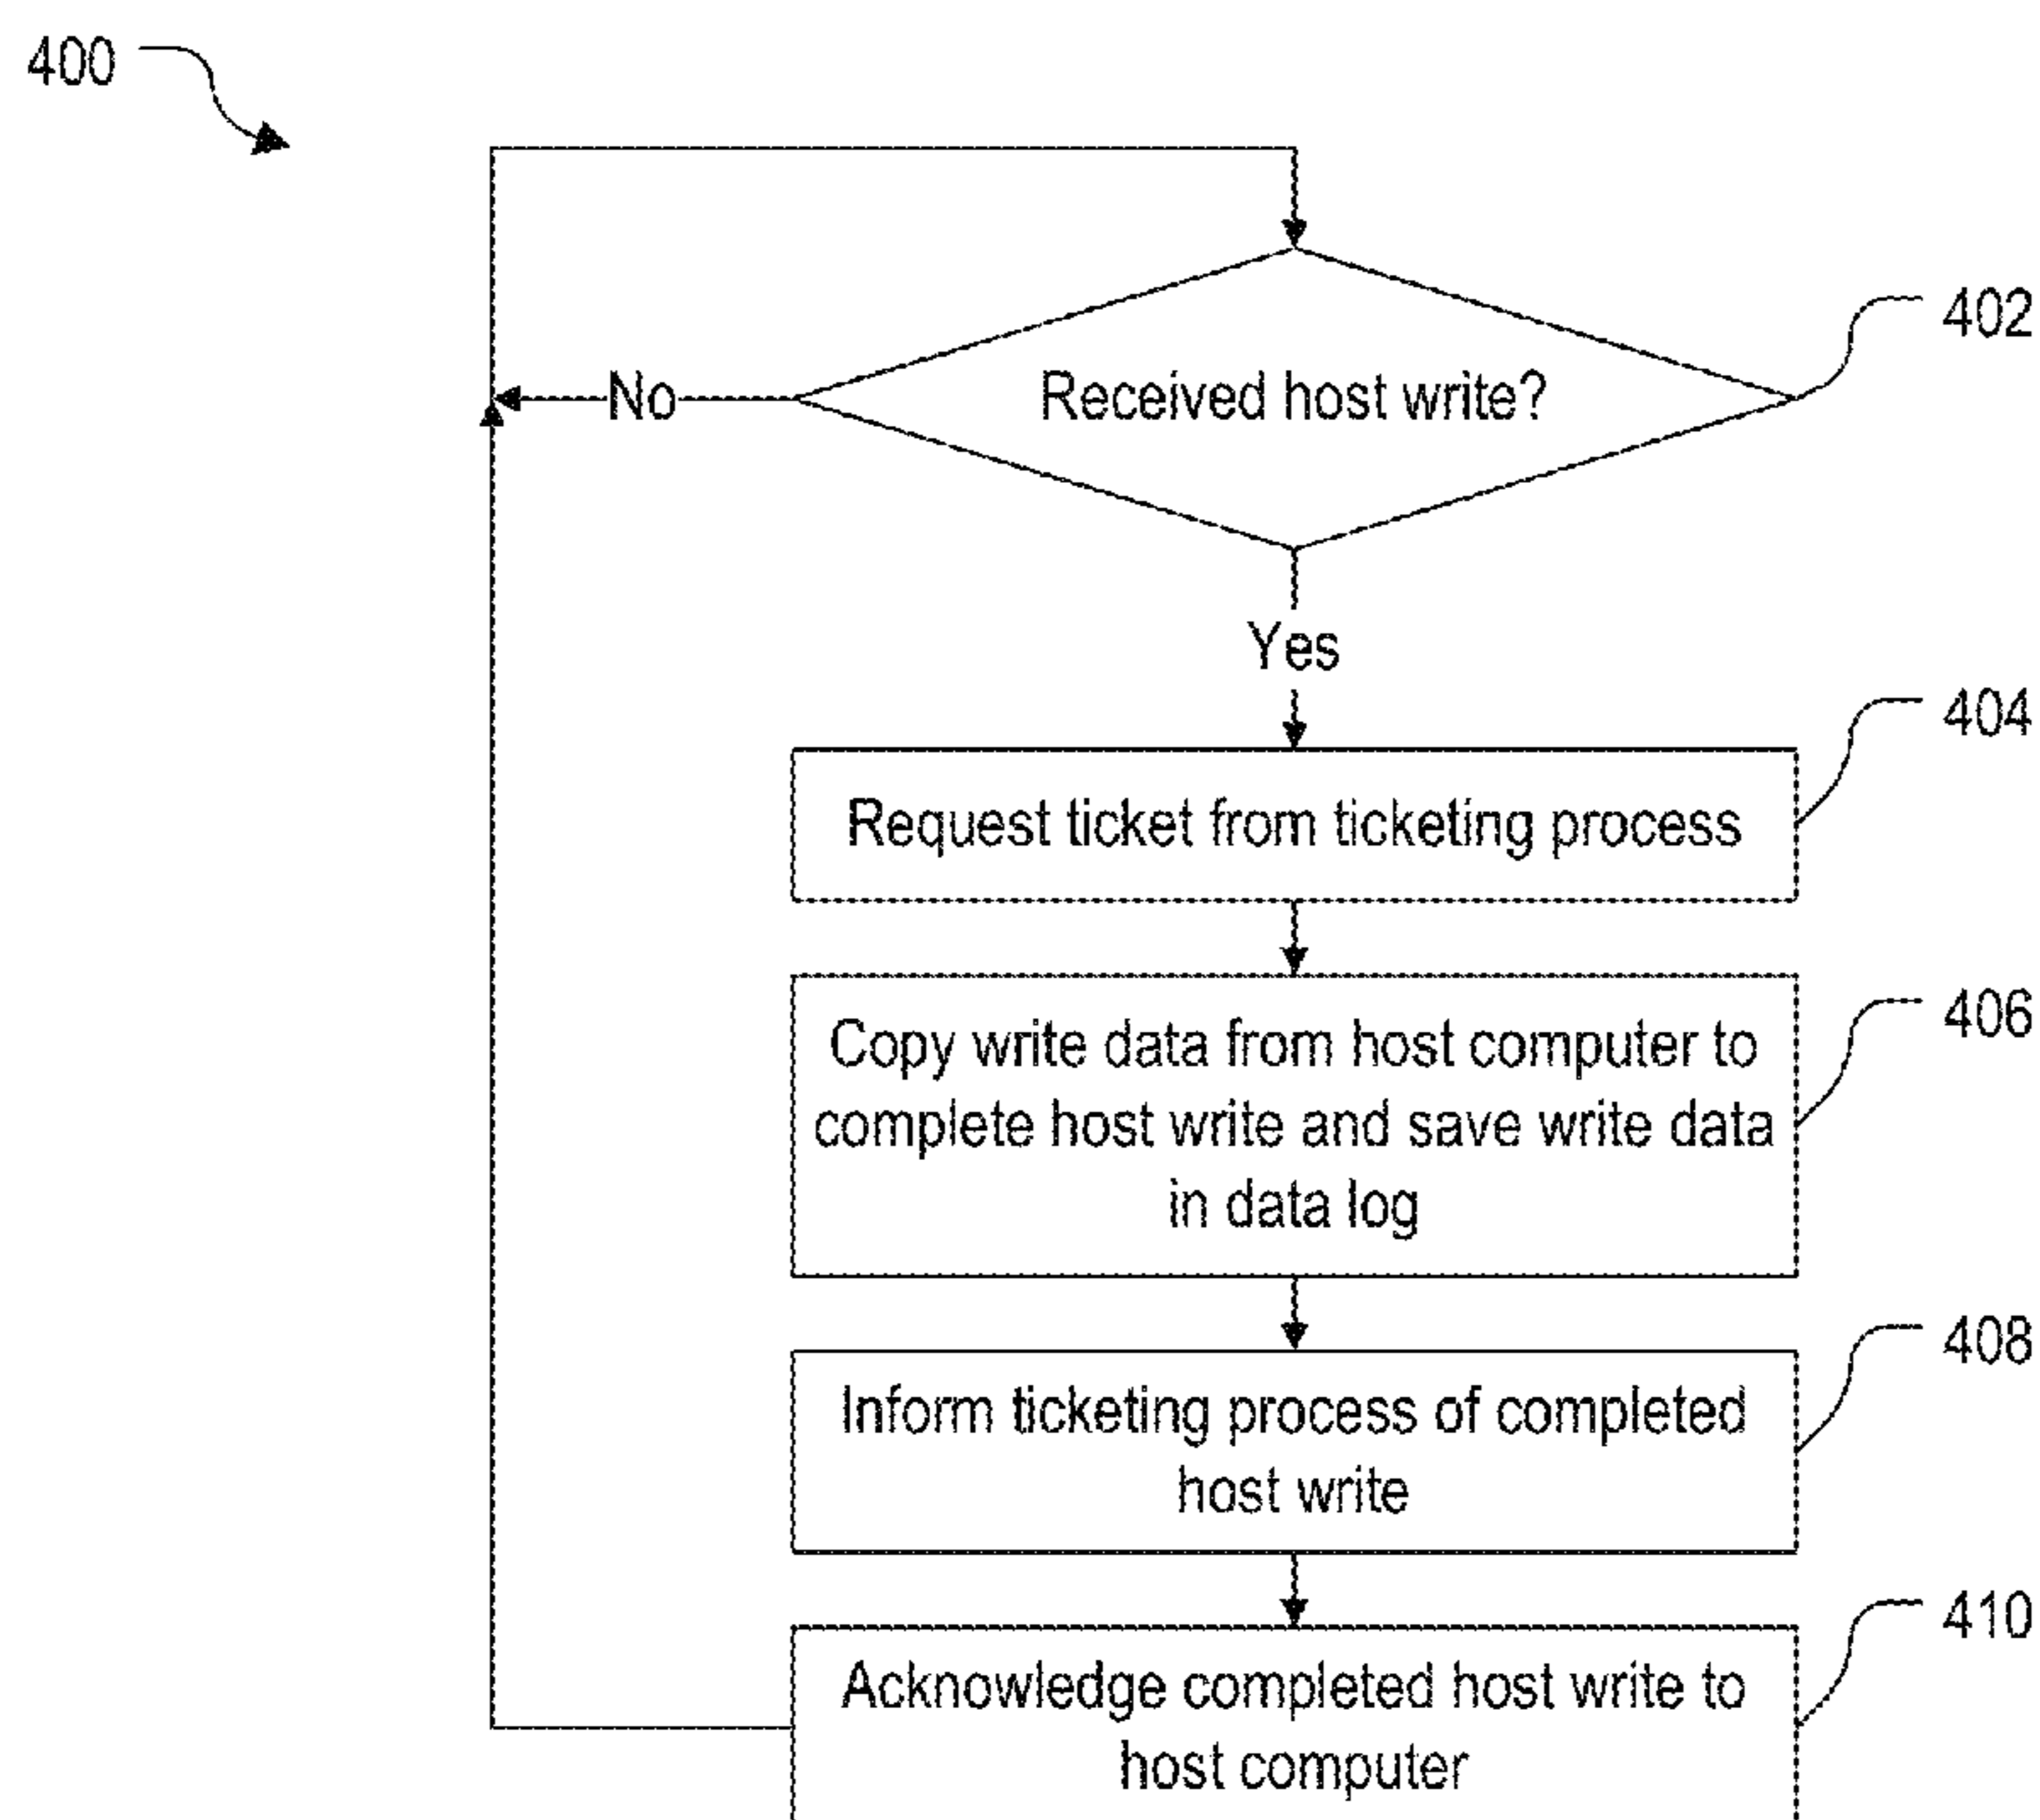 400
402
Received host write?
No
Yes
404
Request ticket from ticketing process
406
Copy write data from host computer to
complete host write and save write data
in data log
408
Inform ticketing process of completed
host write
410
Acknowledge completed host write to
host computer